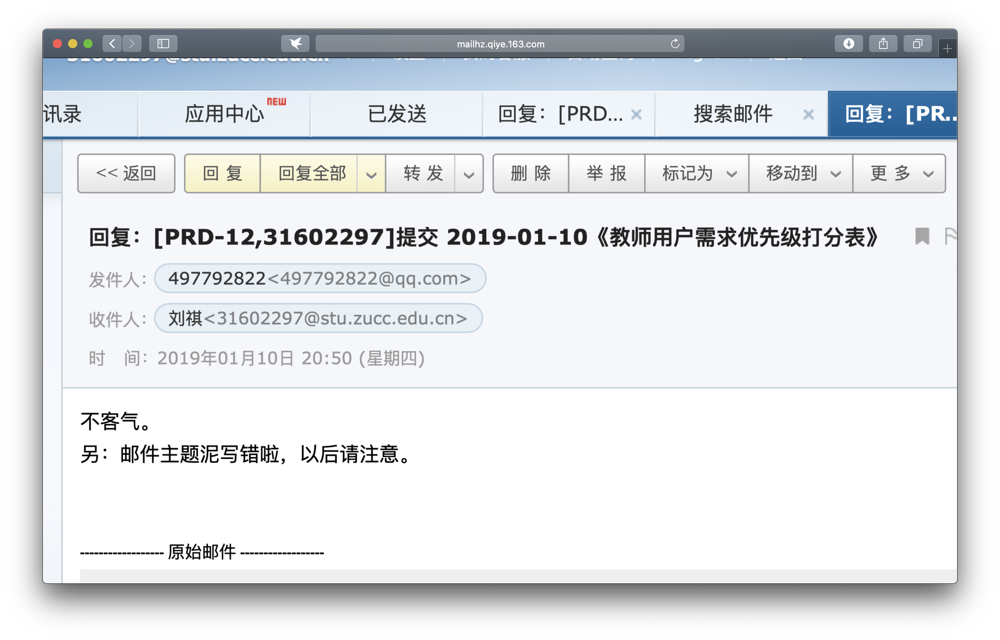 mailhz.qiye.163.com
31602297@stu.zucc.edu.cn
讯录
应用中心 NEW
已发送
回复：[PRD...
搜索邮件
回复：[PR...
<< 返回
回 复
回复全部
转 发
删 除
举 报
标记为
移动到
更 多
回复：[PRD-12,31602297]提交 2019-01-10《教师用户需求优先级打分表》
发件人：497792822<497792822@qq.com>
收件人：刘祺<31602297@stu.zucc.edu.cn>
时 间：2019年01月10日 20:50 (星期四)
不客气。
另：邮件主题泥写错啦，以后请注意。
------------------ 原始邮件 ------------------